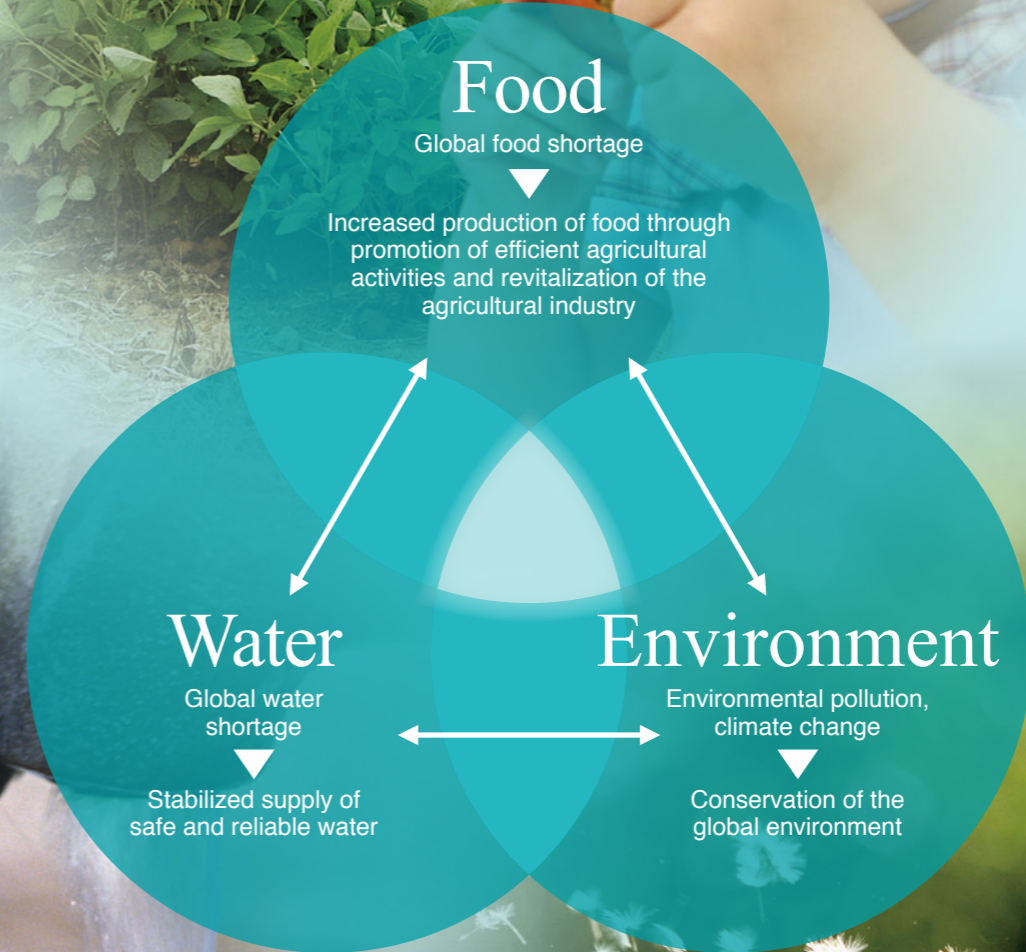 Food
Global food shortage
Increased production of food through
promotion of efficient agricultural
activities and revitalization of the
agricultural industry
Water
Global water
shortage
Stabilized supply of
safe and reliable water
Environment
Environmental pollution,
climate change
Conservation of the
global environment